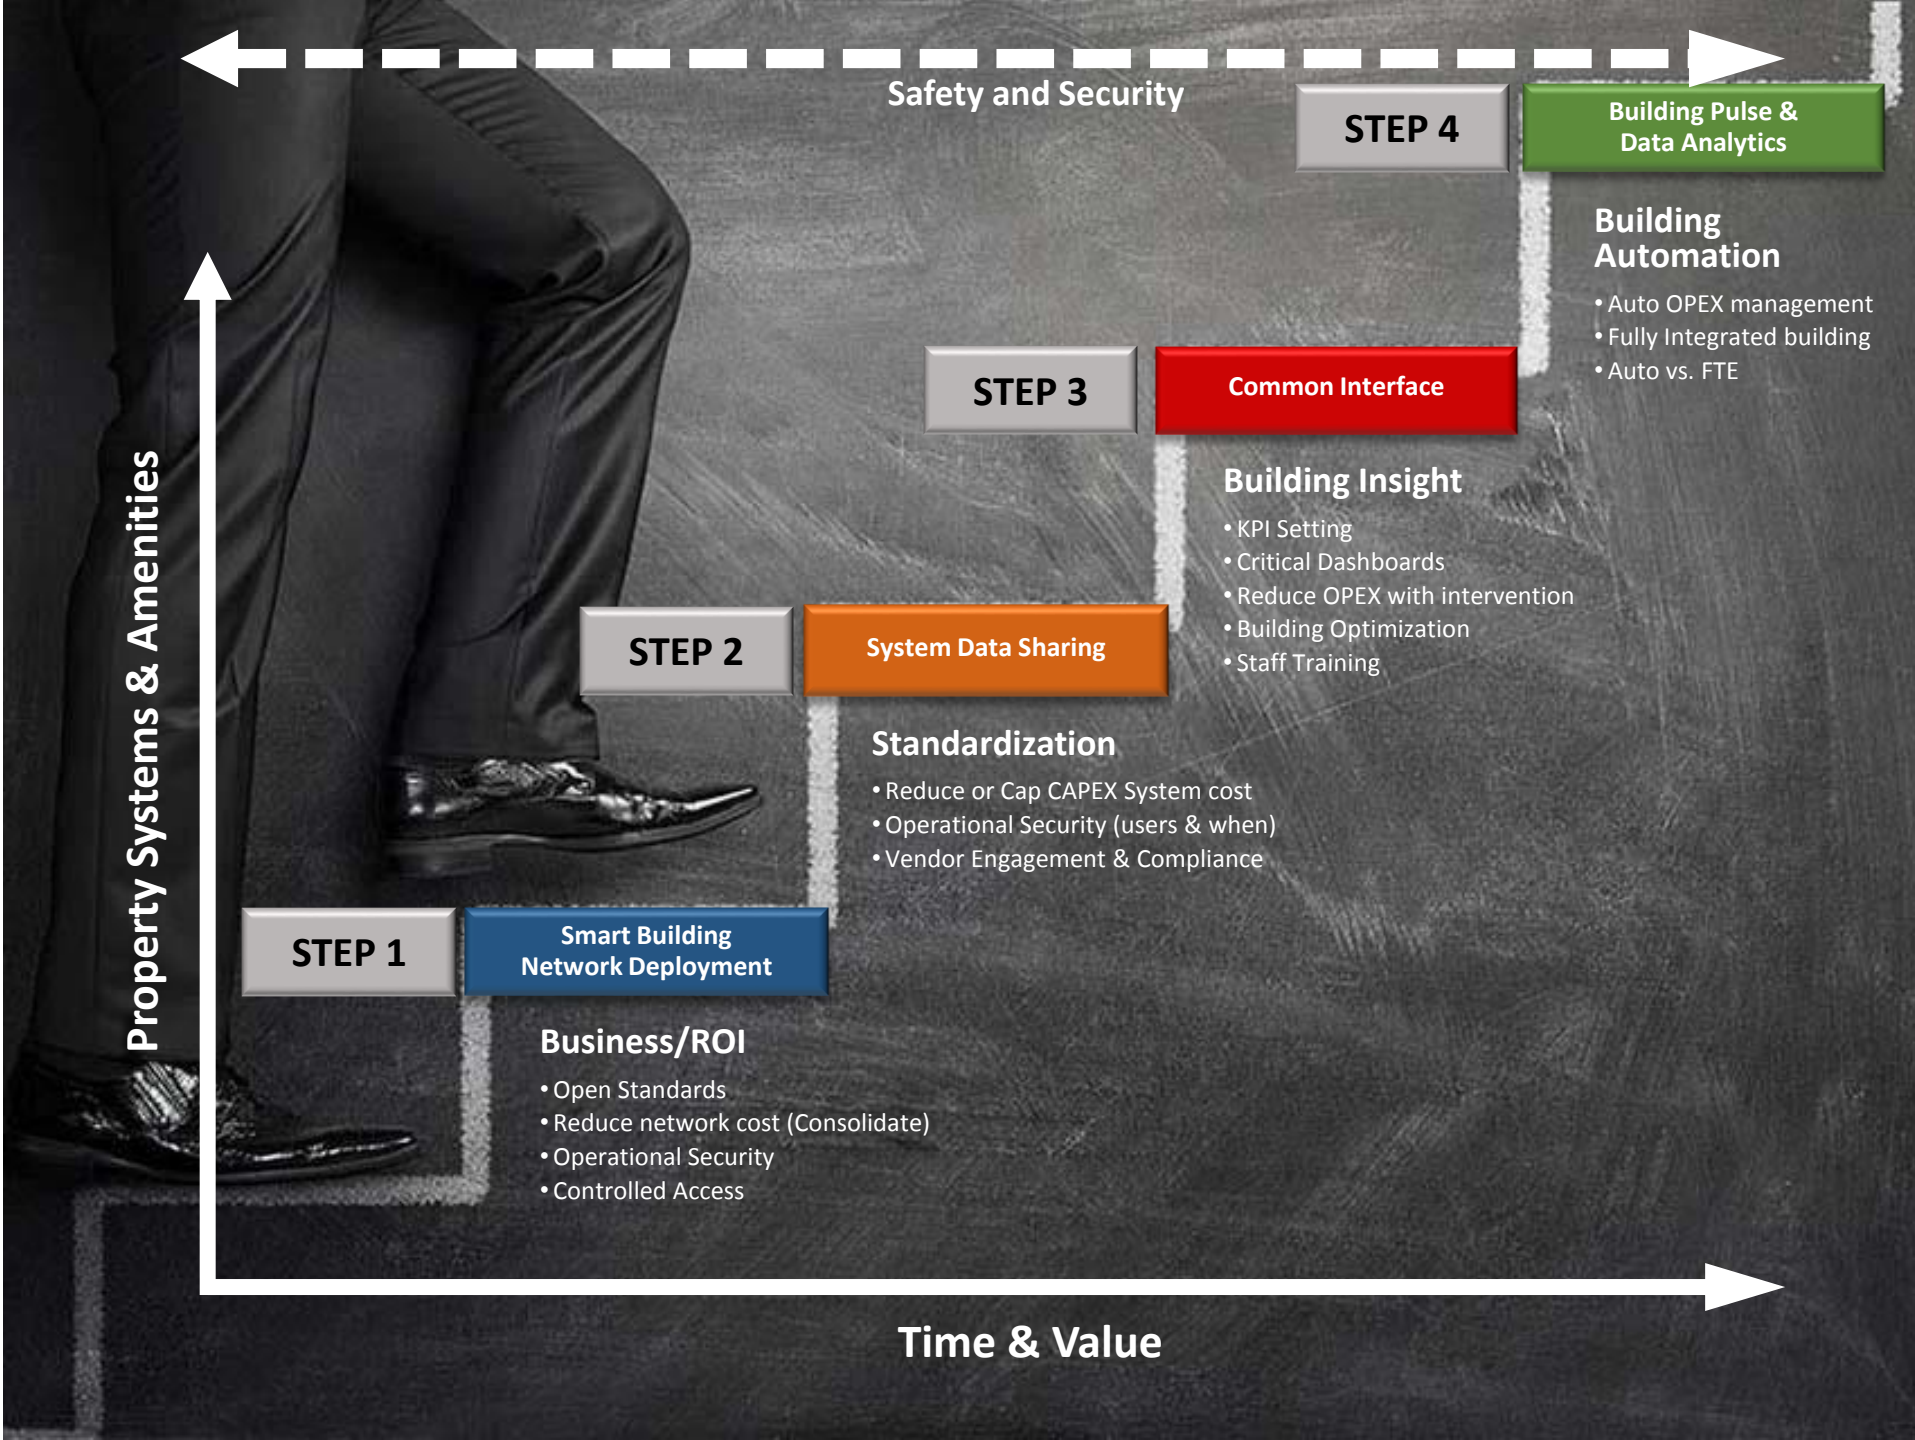 Safety and Security
STEP 4
Building Pulse &
Data Analytics
Building
Automation
• Auto OPEX management
• Fully Integrated building
• Auto vs. FTE
STEP 3
Common Interface
Building Insight
• KPI Setting
• Critical Dashboards
• Reduce OPEX with intervention
• Building Optimization
• Staff Training
STEP 2
System Data Sharing
Standardization
• Reduce or Cap CAPEX System cost
• Operational Security (users & when)
• Vendor Engagement & Compliance
STEP 1
Smart Building
Network Deployment
Business/ROI
• Open Standards
• Reduce network cost (Consolidate)
• Operational Security
• Controlled Access
Property Systems & Amenities
Time & Value